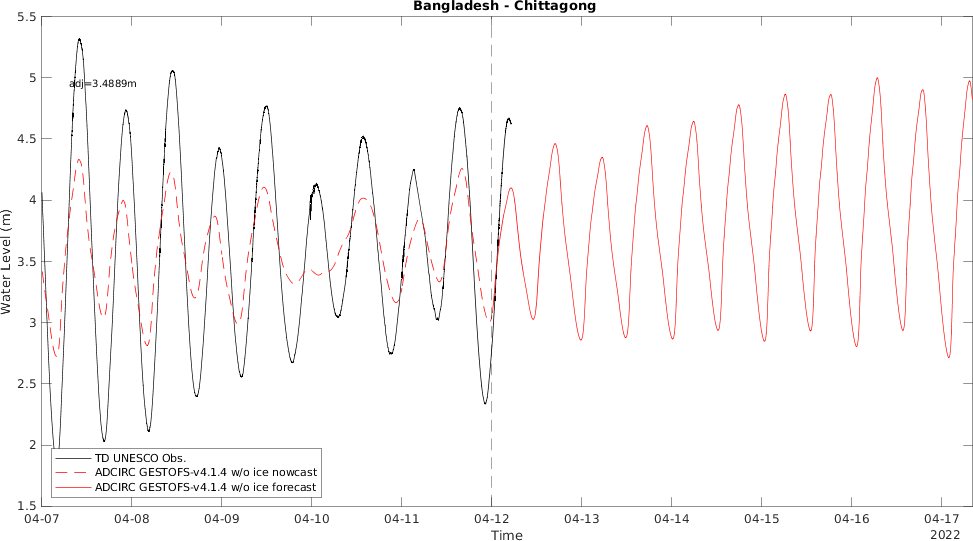 Bangladesh - Chittagong
5.5
5
4.5
4
3.5
3
2.5
2
1.5
Water Level (m)
adj=3.4889m
TD UNESCO Obs.
ADCIRC GESTOFS-v4.1.4 w/o ice nowcast
ADCIRC GESTOFS-v4.1.4 w/o ice forecast
04-07 04-08 04-09 04-10 04-11 04-12 04-13 04-14 04-15 04-16 04-17
Time
2022